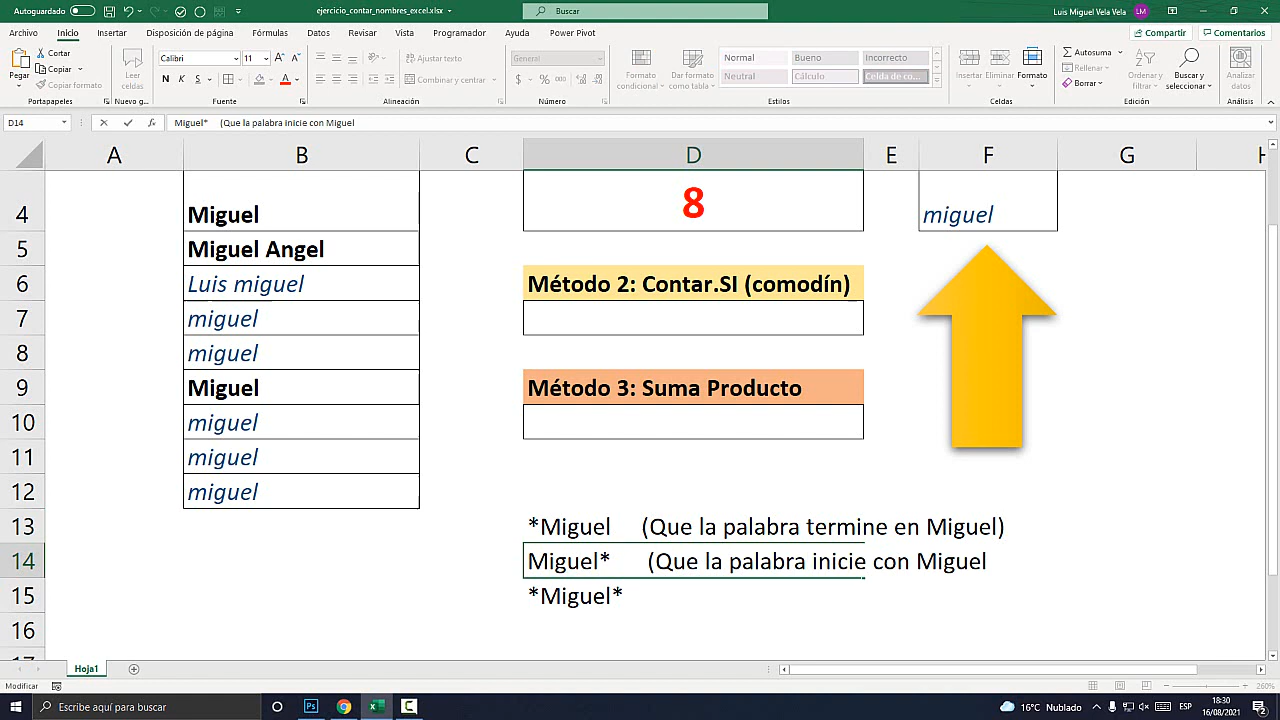 Autoguardado
ejercicio_contar_nombres_excel.xlsx
Buscar
Luis Miguel Vela Vela
LM
Archivo Inicio Insertar Disposición de página Fórmulas Datos Revisar Vista Programador Ayuda Power Pivot
Compartir Comentarios
Pegar
Cortar
Copiar
Copiar formato
Portapapeles
Leer celdas
Nuevo g...
Calibri 11
N K S
Fuente
Ajustar texto
Combinar y centrar
Alineación
General
$ % 000
Número
Formato condicional
Dar formato como tabla
Normal Bueno Incorrecto
Neutral Cálculo Celda de co...
Estilos
Insertar Eliminar Formato
Celdas
Autosuma
Rellenar
Borrar
Ordenar y filtrar
Buscar y seleccionar
Edición
Analizar datos
Análisis
D14
fx
Miguel* (Que la palabra inicie con Miguel
A B C D E F G H
4 Miguel 8 miguel
5 Miguel Angel
6 Luis miguel Método 2: Contar.SI (comodín)
7 miguel
8 miguel
9 Miguel Método 3: Suma Producto
10 miguel
11 miguel
12 miguel
13 *Miguel (Que la palabra termine en Miguel)
14 Miguel* (Que la palabra inicie con Miguel
15 *Miguel*
16
17
Hoja1
Modificar
260%
Escribe aquí para buscar
Ps
16°C Nublado
ESP
18:30
16/08/2021
2